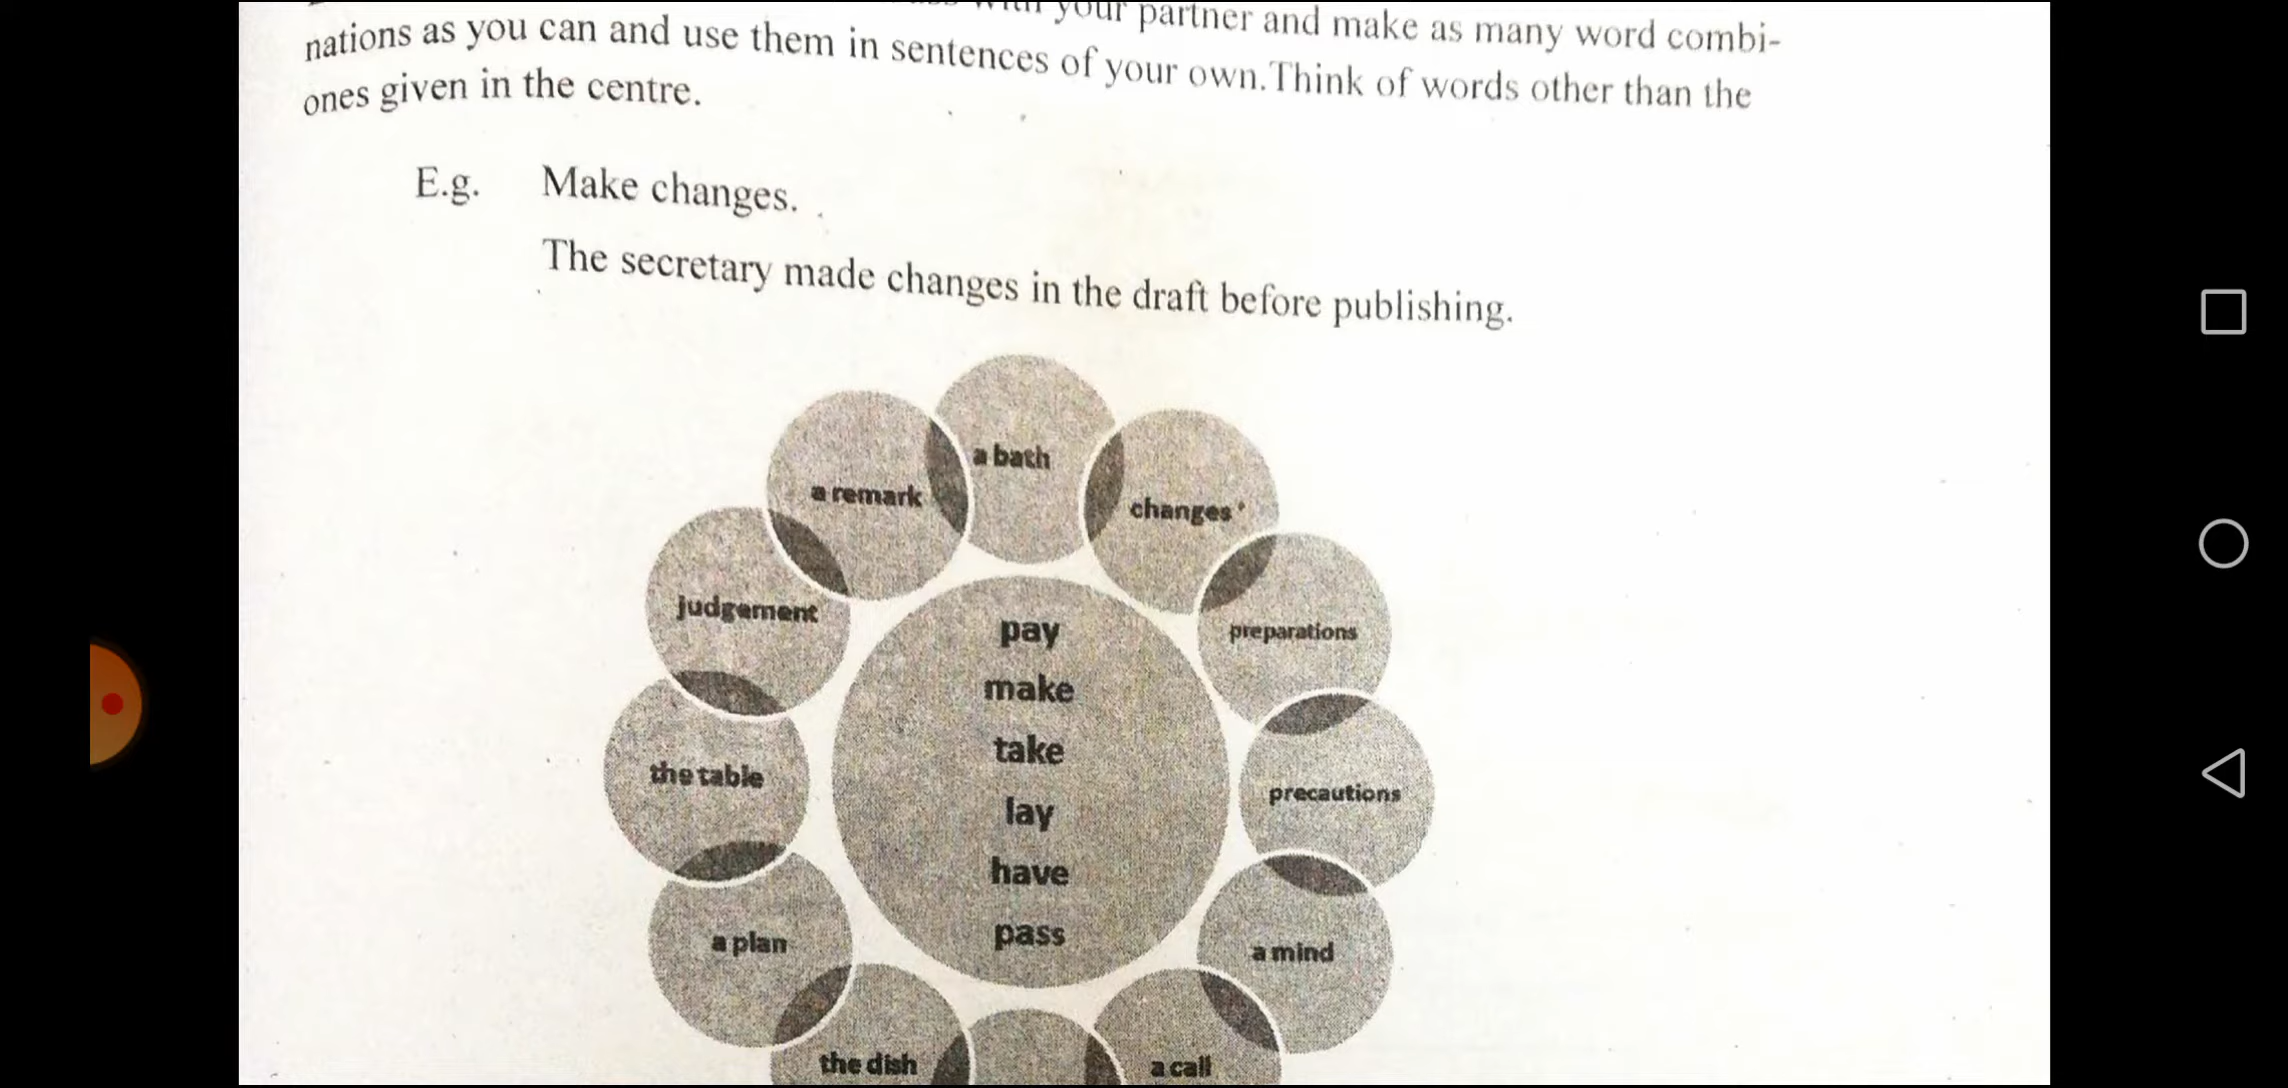 with your partner and make as many word combi-
nations as you can and use them in sentences of your own. Think of words other than the
ones given in the centre.
E.g. Make changes.
The secretary made changes in the draft before publishing.
a bath
a remark
changes
judgement
preparations
the table
precautions
a plan
a mind
the dish
a call
pay
make
take
lay
have
pass